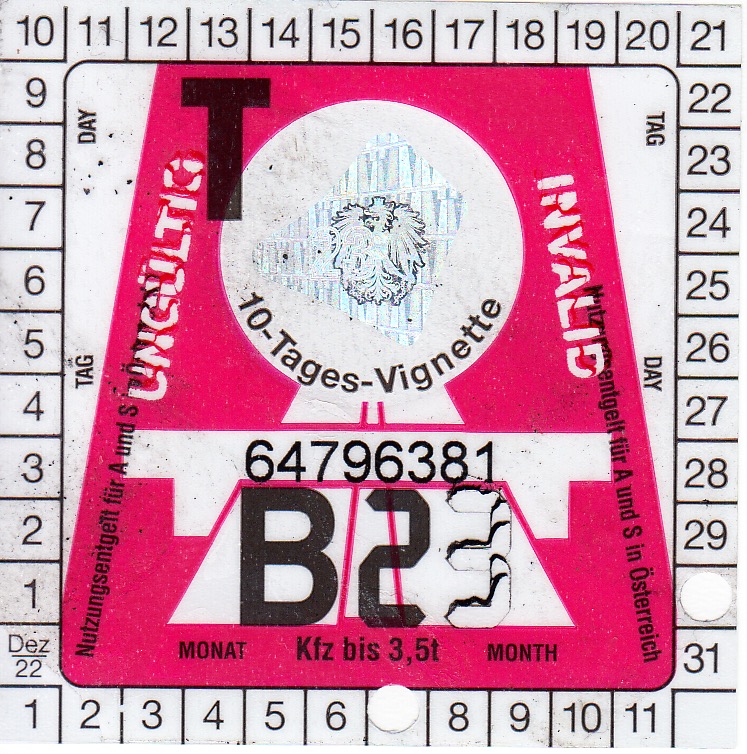 10 11 12 13 14 15 16 17 18 19 20 21
9 22
8 23
7 24
6 25
5 26
4 27
3 28
2 29
1
Dez
22
31
1 2 3 4 5 6 8 9 10 11
DAY
TAG
T
UNGÜLTIG
INVALID
10-Tages-Vignette
TAG
DAY
64796381
B23
Nutzungsentgelt für A und S in Österreich
Nutzungsentgelt für A und S in Österreich
MONAT Kfz bis 3,5t MONTH